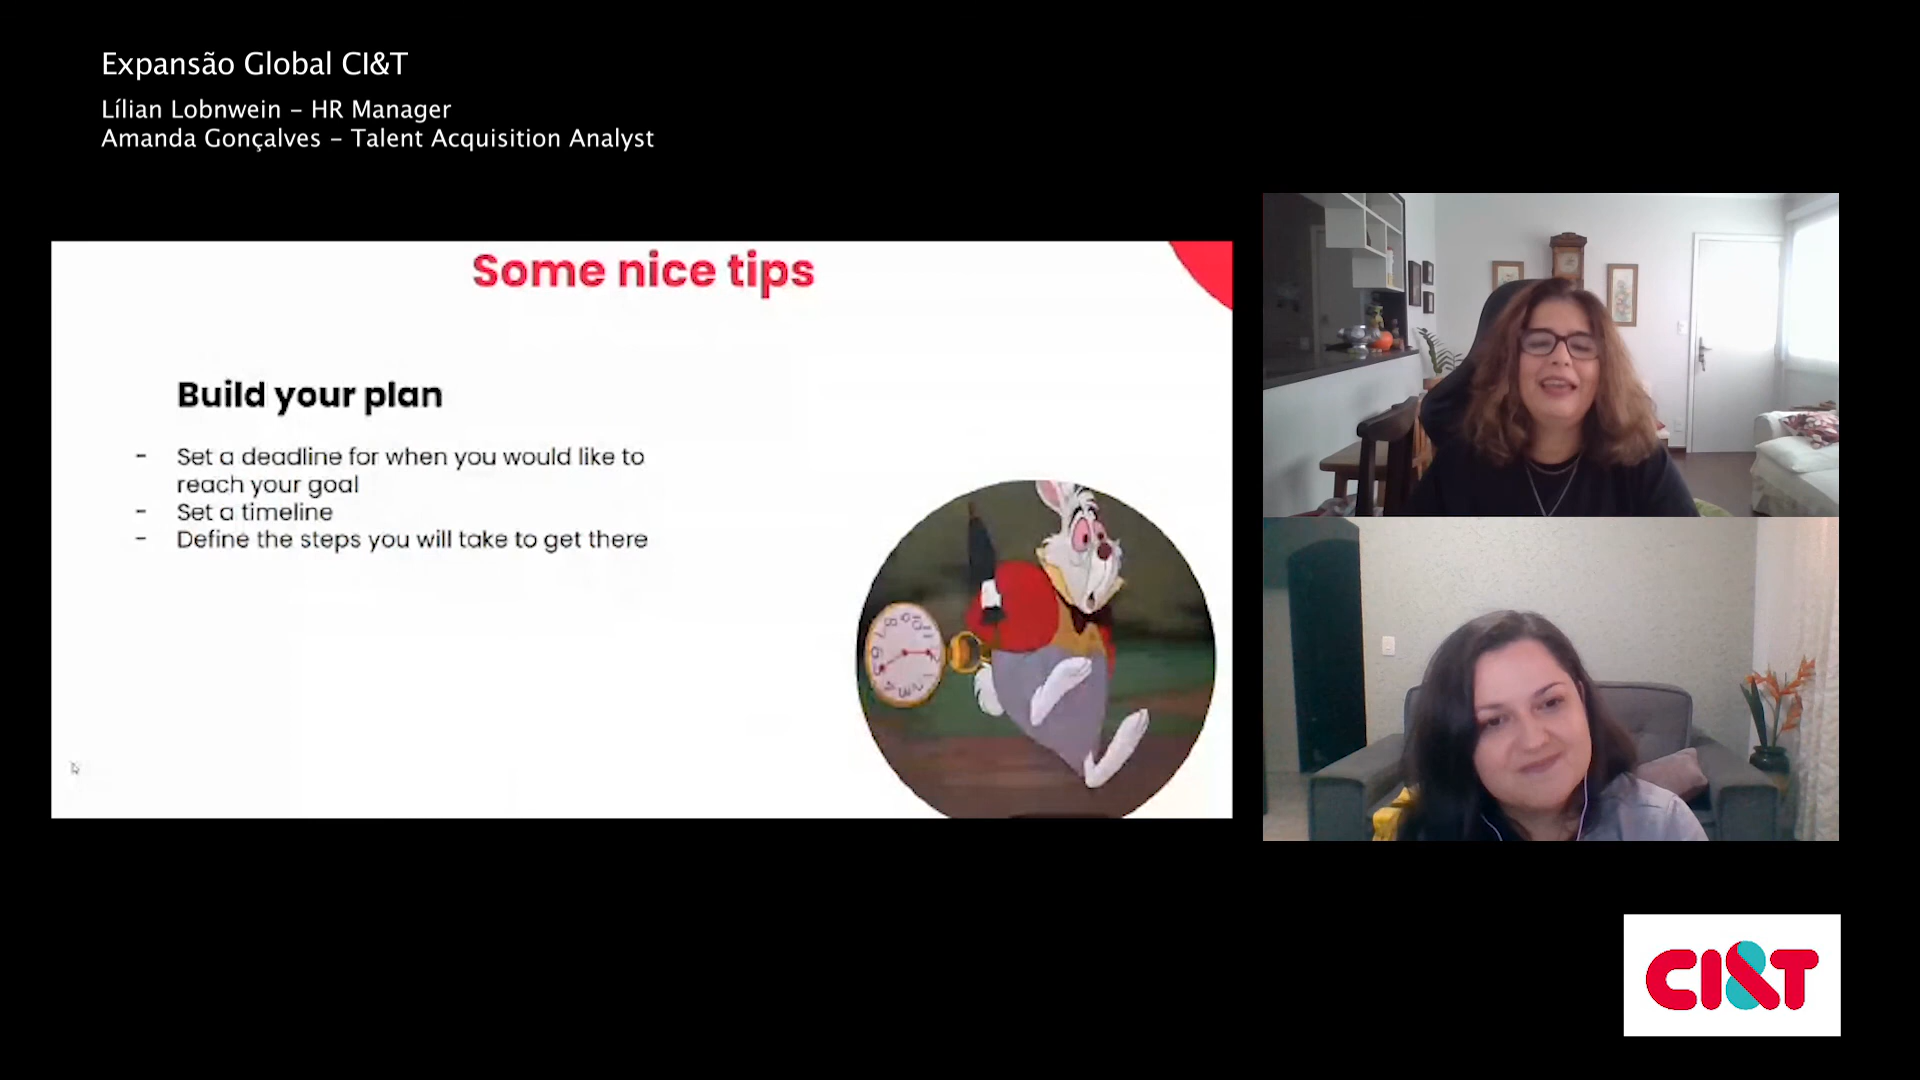 Expansão Global CI&T
Lílian Lobnwein – HR Manager
Amanda Gonçalves – Talent Acquisition Analyst
Some nice tips
Build your plan
- Set a deadline for when you would like to
reach your goal
- Set a timeline
- Define the steps you will take to get there
CI&T